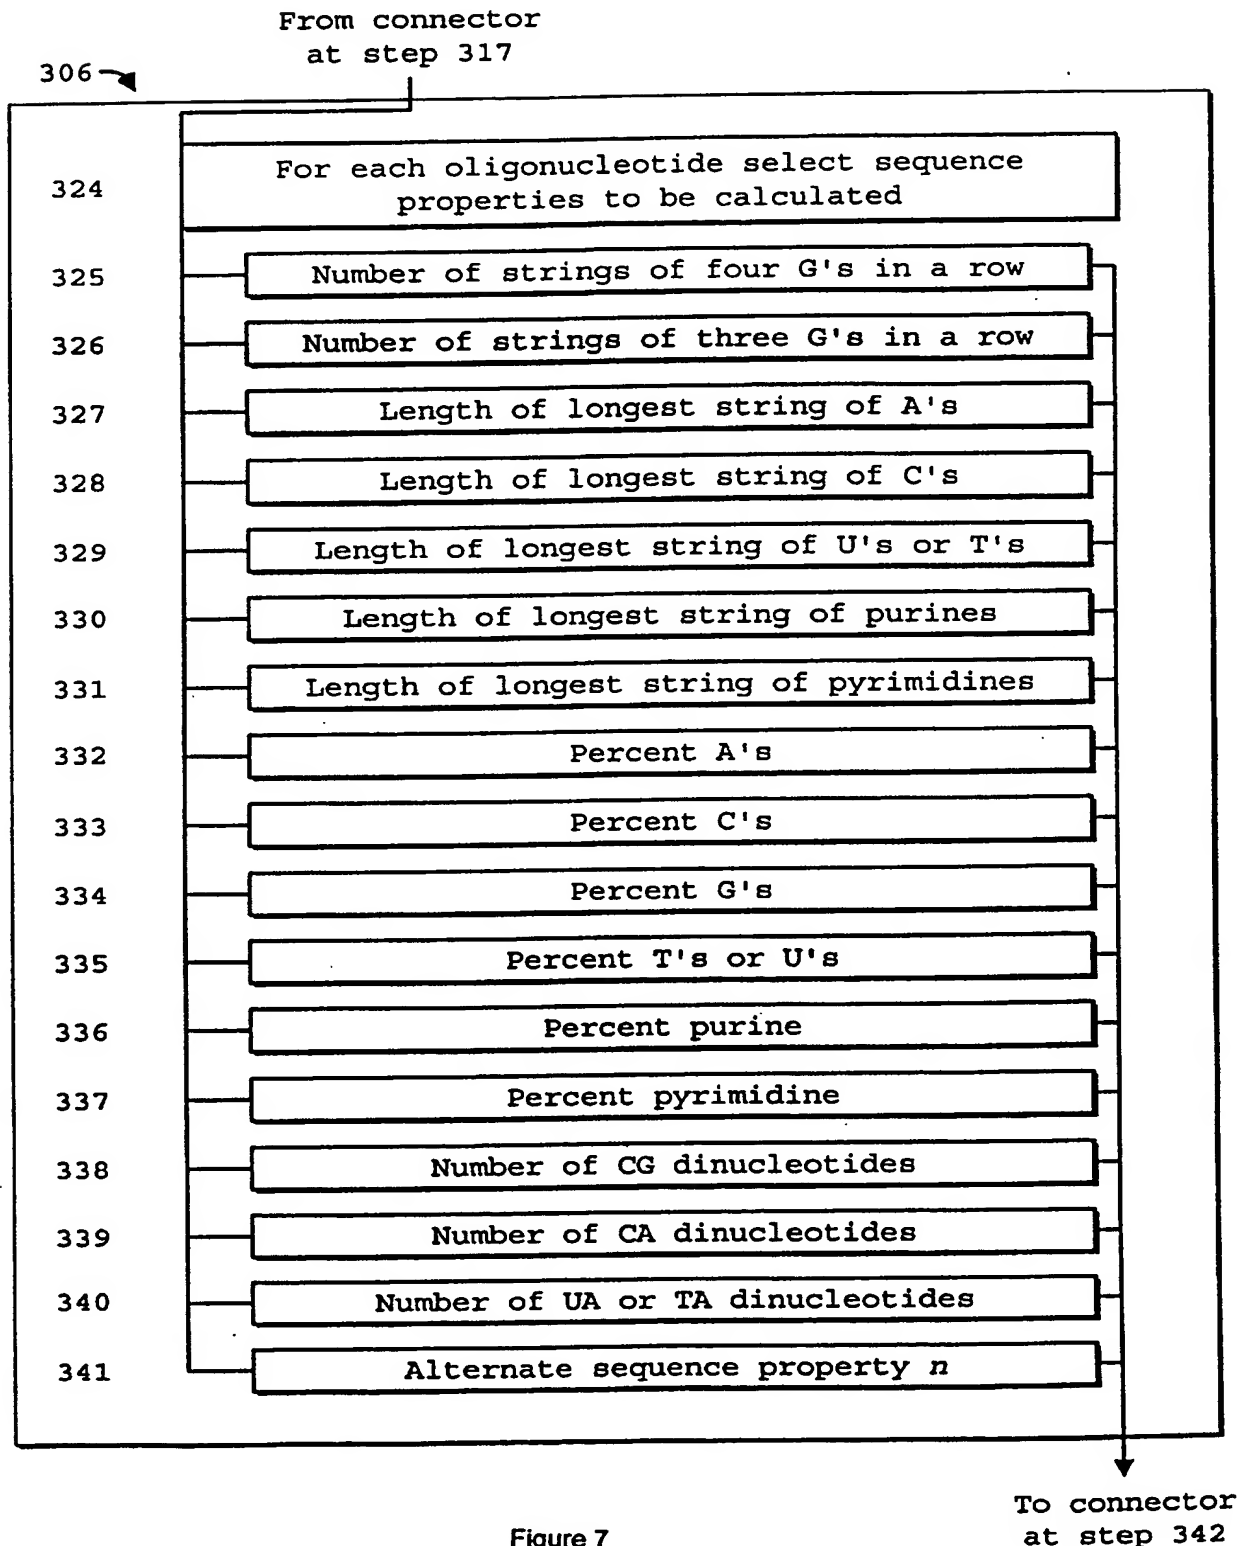 From connector
at step 317
306
324
For each oligonucleotide select sequence
properties to be calculated
325
Number of strings of four G's in a row
326
Number of strings of three G's in a row
327
Length of longest string of A's
328
Length of longest string of C's
329
Length of longest string of U's or T's
330
Length of longest string of purines
331
Length of longest string of pyrimidines
332
Percent A's
333
Percent C's
334
Percent G's
335
Percent T's or U's
336
Percent purine
337
Percent pyrimidine
338
Number of CG dinucleotides
339
Number of CA dinucleotides
340
Number of UA or TA dinucleotides
341
Alternate sequence property n
To connector
at step 342
Figure 7